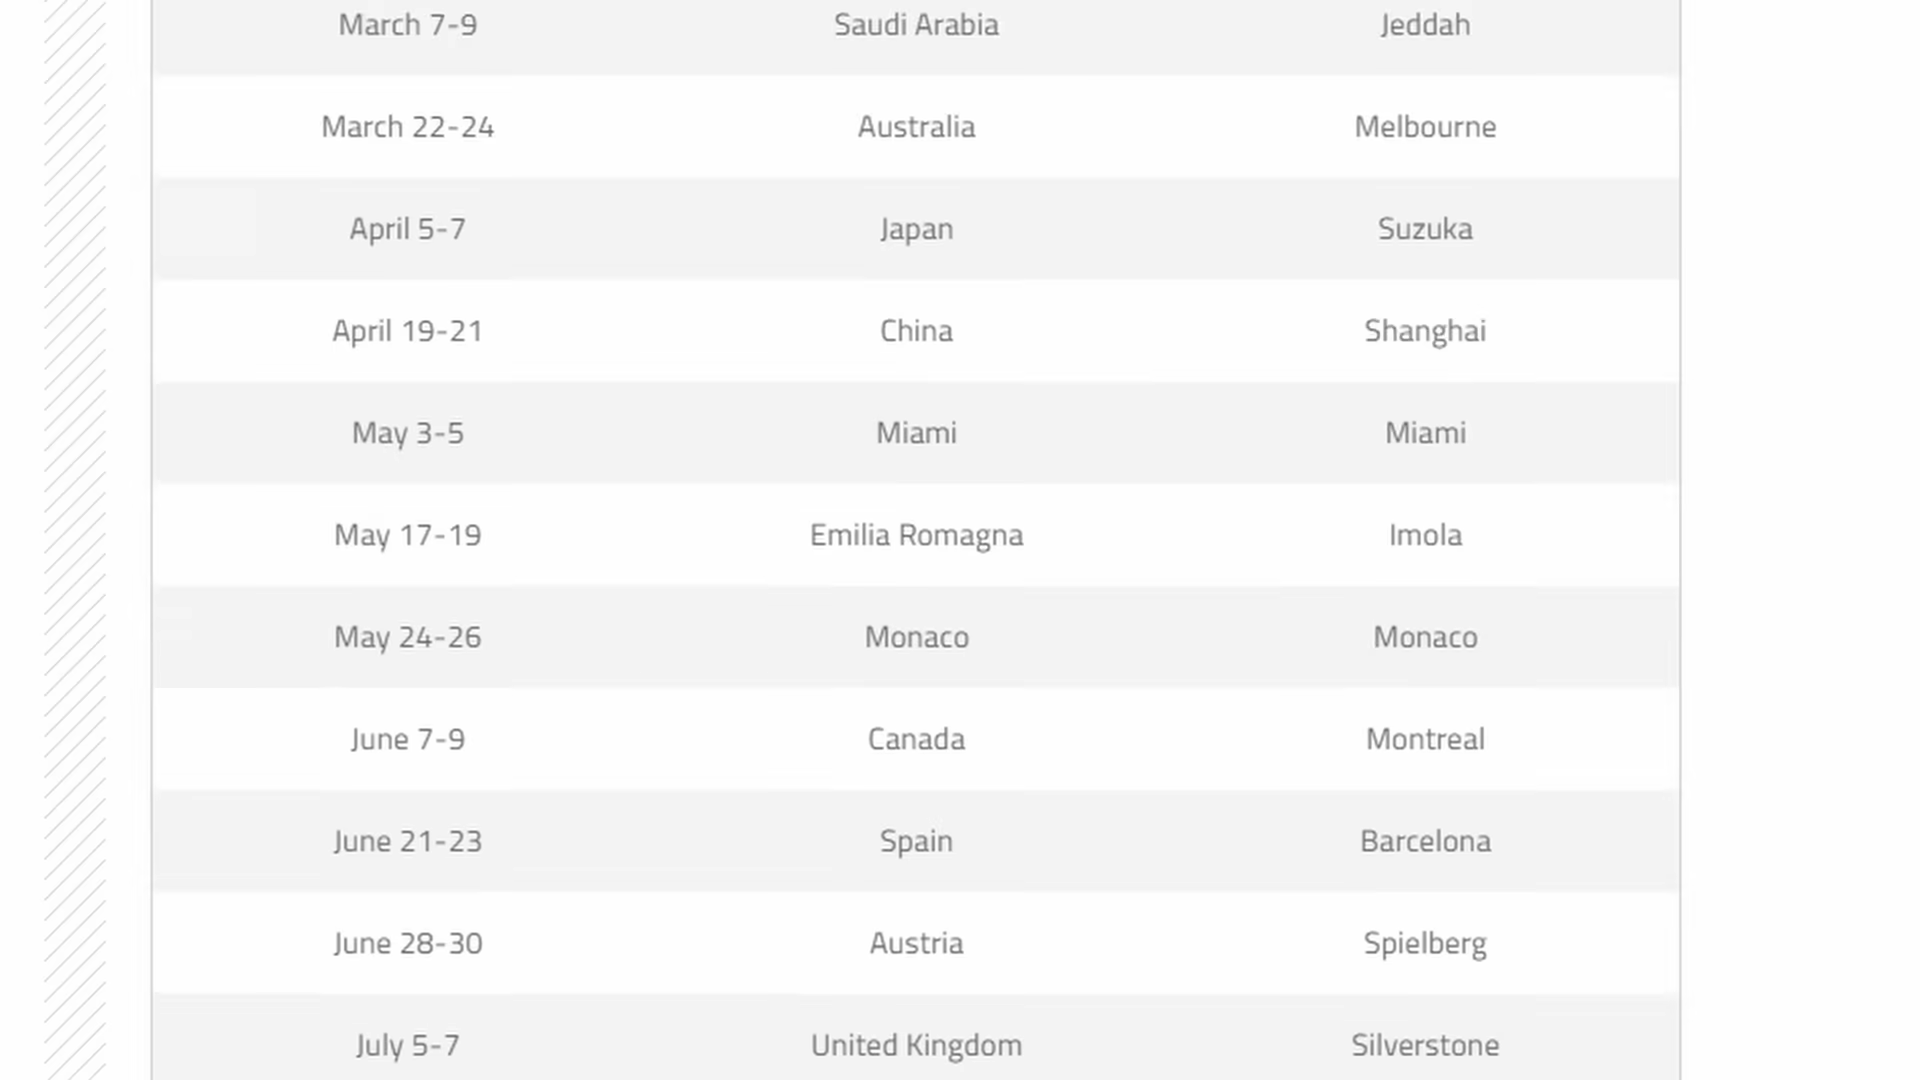 March 7-9 Saudi Arabia Jeddah
March 22-24 Australia Melbourne
April 5-7 Japan Suzuka
April 19-21 China Shanghai
May 3-5 Miami Miami
May 17-19 Emilia Romagna Imola
May 24-26 Monaco Monaco
June 7-9 Canada Montreal
June 21-23 Spain Barcelona
June 28-30 Austria Spielberg
July 5-7 United Kingdom Silverstone